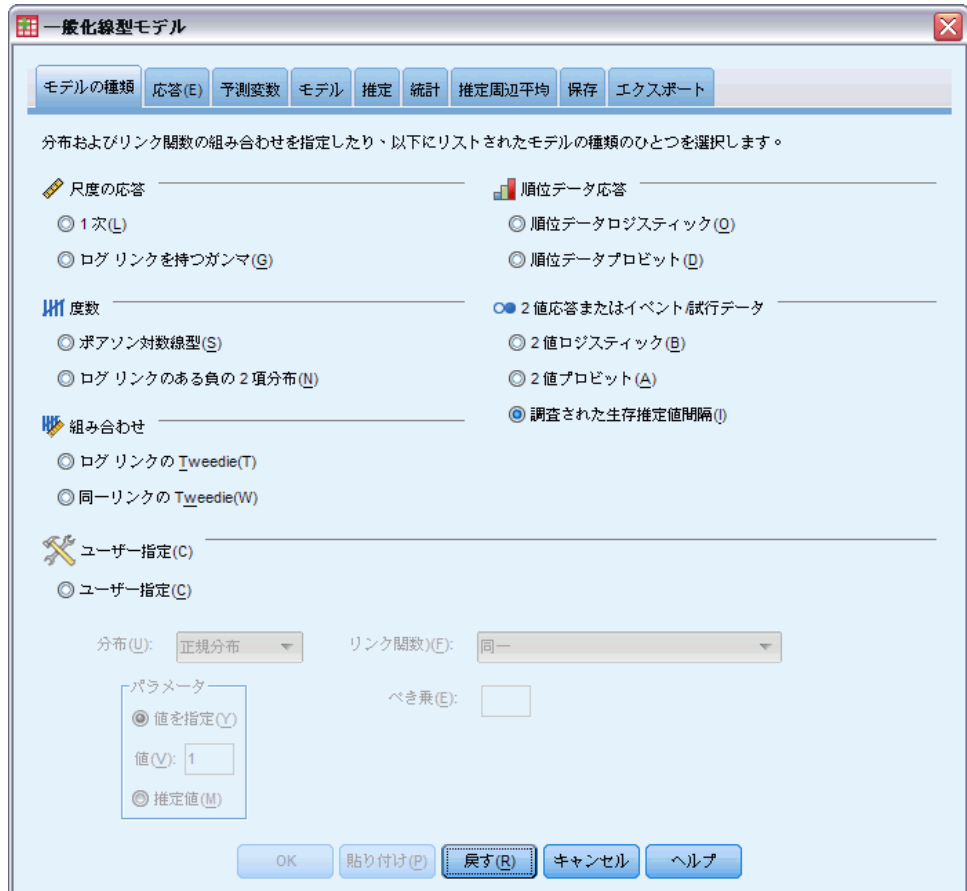 一般化線型モデル
モデルの種類 応答(E) 予測変数 モデル 推定 統計 推定周辺平均 保存 エクスポート
分布およびリンク関数の組み合わせを指定したり、以下にリストされたモデルの種類のひとつを選択します。
尺度の応答
1次(L)
ログ リンクを持つガンマ(G)
度数
ポアソン対数線型(S)
ログ リンクのある負の2項分布(N)
組み合わせ
ログ リンクの Tweedie(T)
同一リンクの Tweedie(W)
順位データ応答
順位データロジスティック(O)
順位データプロビット(D)
2値応答またはイベント/試行データ
2値ロジスティック(B)
2値プロビット(A)
調査された生存推定値間隔(I)
ユーザー指定(C)
ユーザー指定(C)
分布(U): 正規分布 リンク関数)(F): 同一
パラメータ
値を指定(Y)
値(V): 1
推定値(M)
べき乗(E):
OK 貼り付け(P) 戻す(R) キャンセル ヘルプ